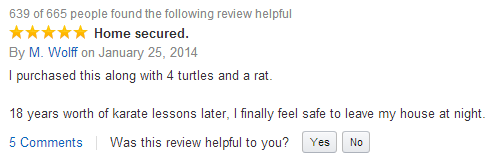 639 of 665 people found the following review helpful
Home secured.
By M. Wolff on January 25, 2014
I purchased this along with 4 turtles and a rat.
18 years worth of karate lessons later, I finally feel safe to leave my house at night.
5 Comments | Was this review helpful to you? Yes No